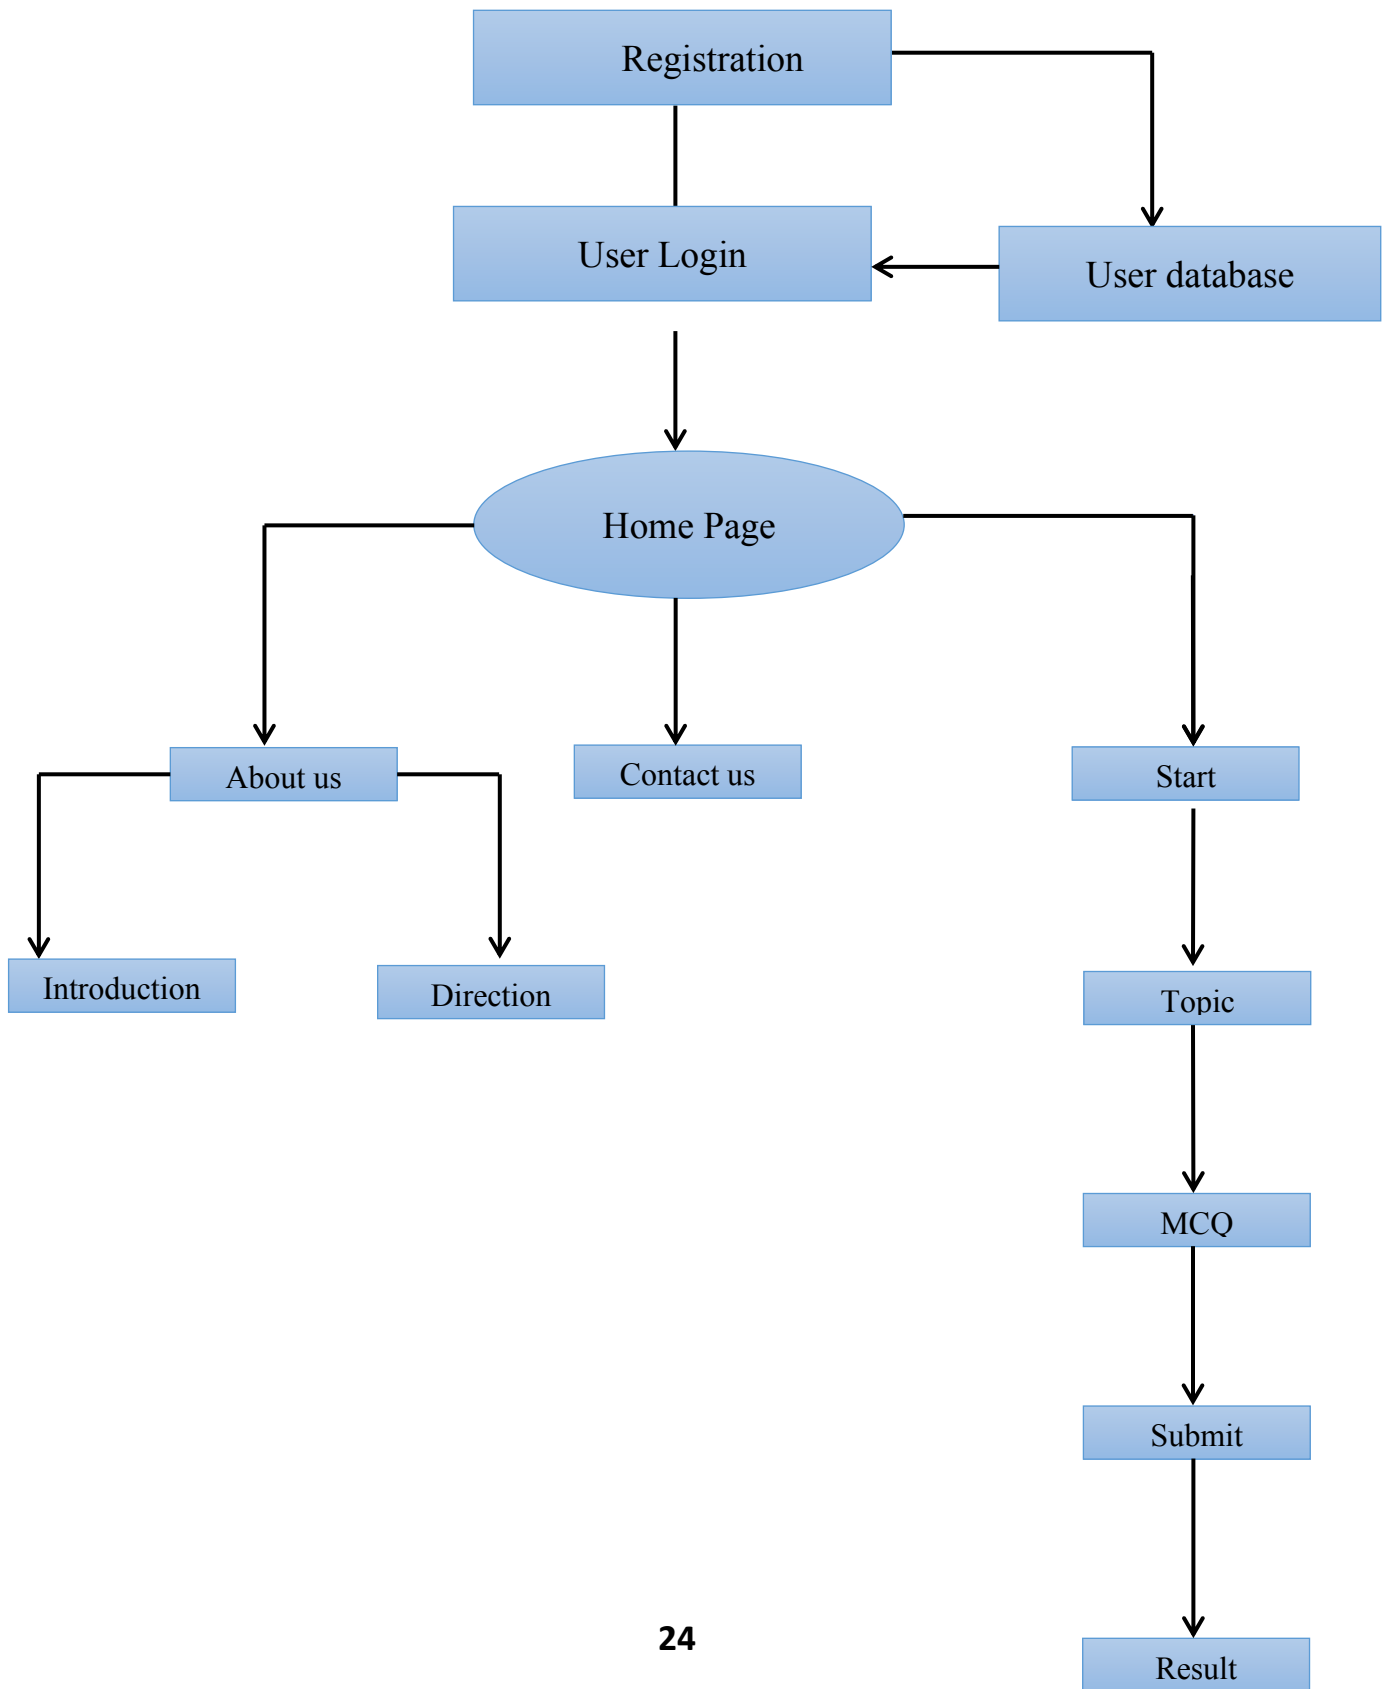 Registration
User Login
User database
Home Page
About us
Contact us
Start
Introduction
Direction
Topic
MCQ
Submit
24
Result